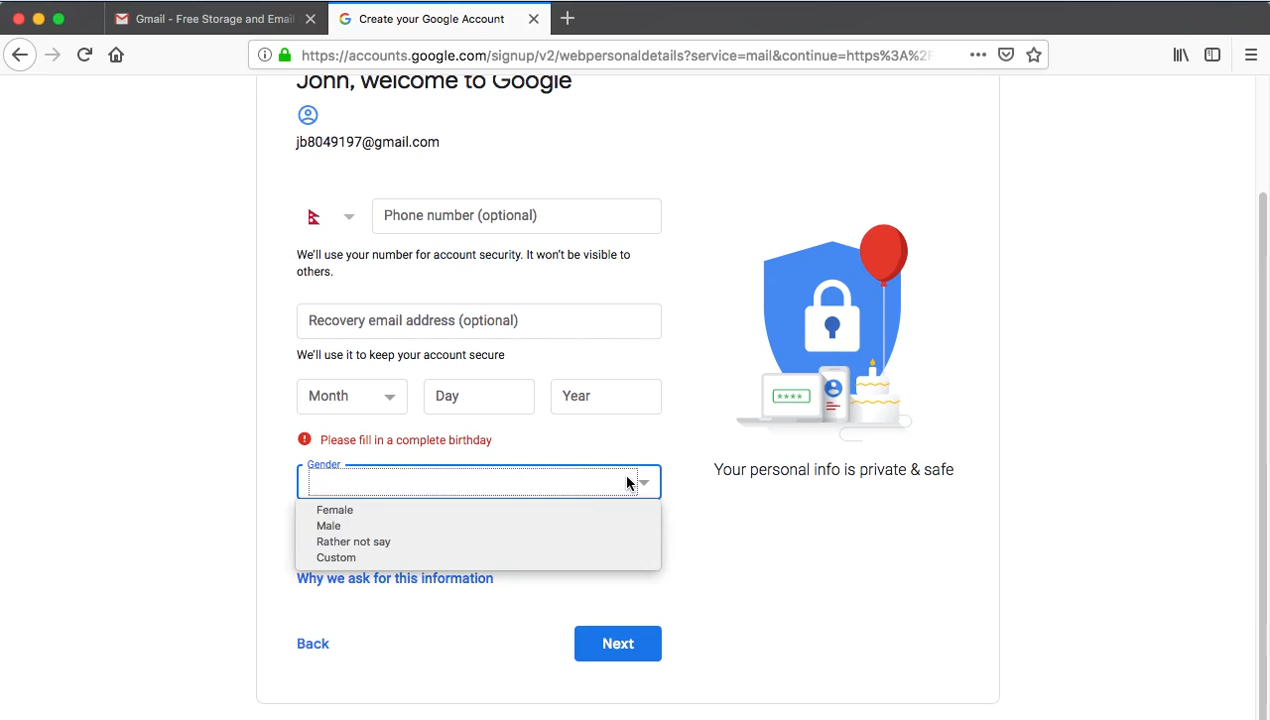 Gmail - Free Storage and Email
Create your Google Account
https://accounts.google.com/signup/v2/webpersonaldetails?service=mail&continue=https%3A%2F
John, welcome to Google
jb8049197@gmail.com
Phone number (optional)
We'll use your number for account security. It won't be visible to
others.
Recovery email address (optional)
We'll use it to keep your account secure
Month
Day
Year
Please fill in a complete birthday
Gender
Female
Male
Rather not say
Custom
Why we ask for this information
Back
Next
****
Your personal info is private & safe